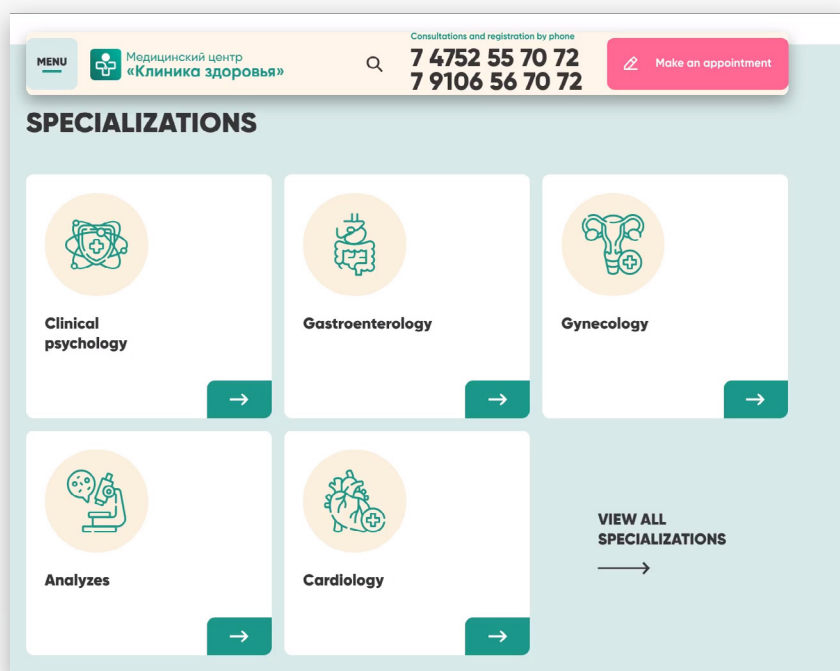 MENU
Медицинский центр
«Клиника здоровья»
Consultations and registration by phone
7 4752 55 70 72
7 9106 56 70 72
Make an appointment
SPECIALIZATIONS
Clinical
psychology
Gastroenterology
Gynecology
Analyzes
Cardiology
VIEW ALL
SPECIALIZATIONS